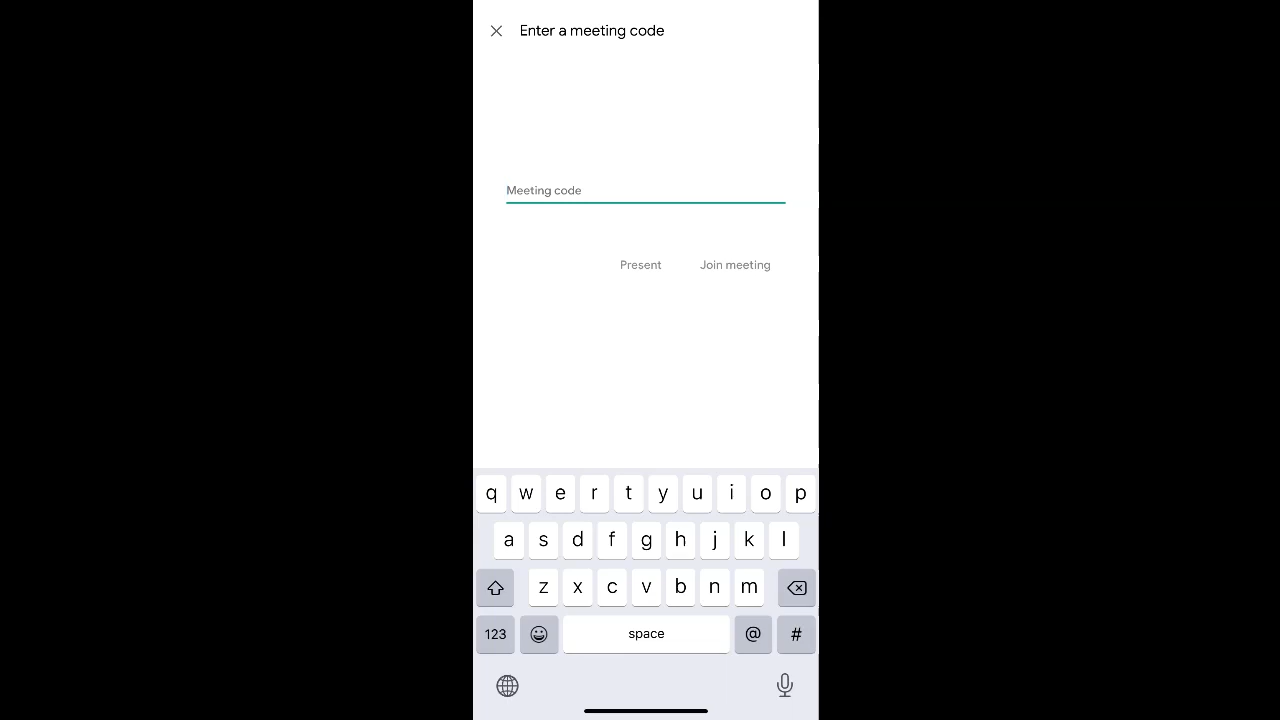 Enter a meeting code
Meeting code
Present Join meeting
q w e r t y u i o p
a s d f g h j k l
z x c v b n m
123 space @ #